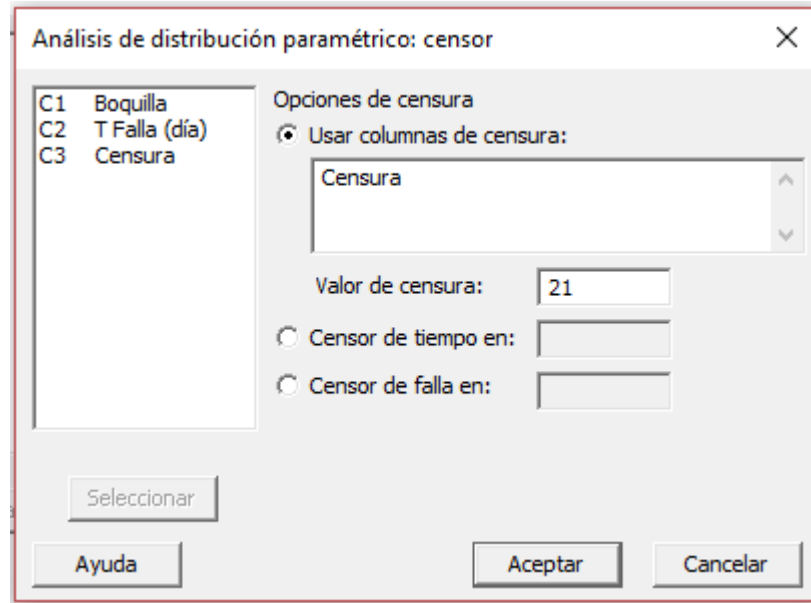 Análisis de distribución paramétrico: censor
C1 Boquilla
C2 T Falla (día)
C3 Censura
Opciones de censura
Usar columnas de censura:
Censura
Valor de censura: 21
Censor de tiempo en:
Censor de falla en:
Seleccionar
Ayuda
Aceptar
Cancelar